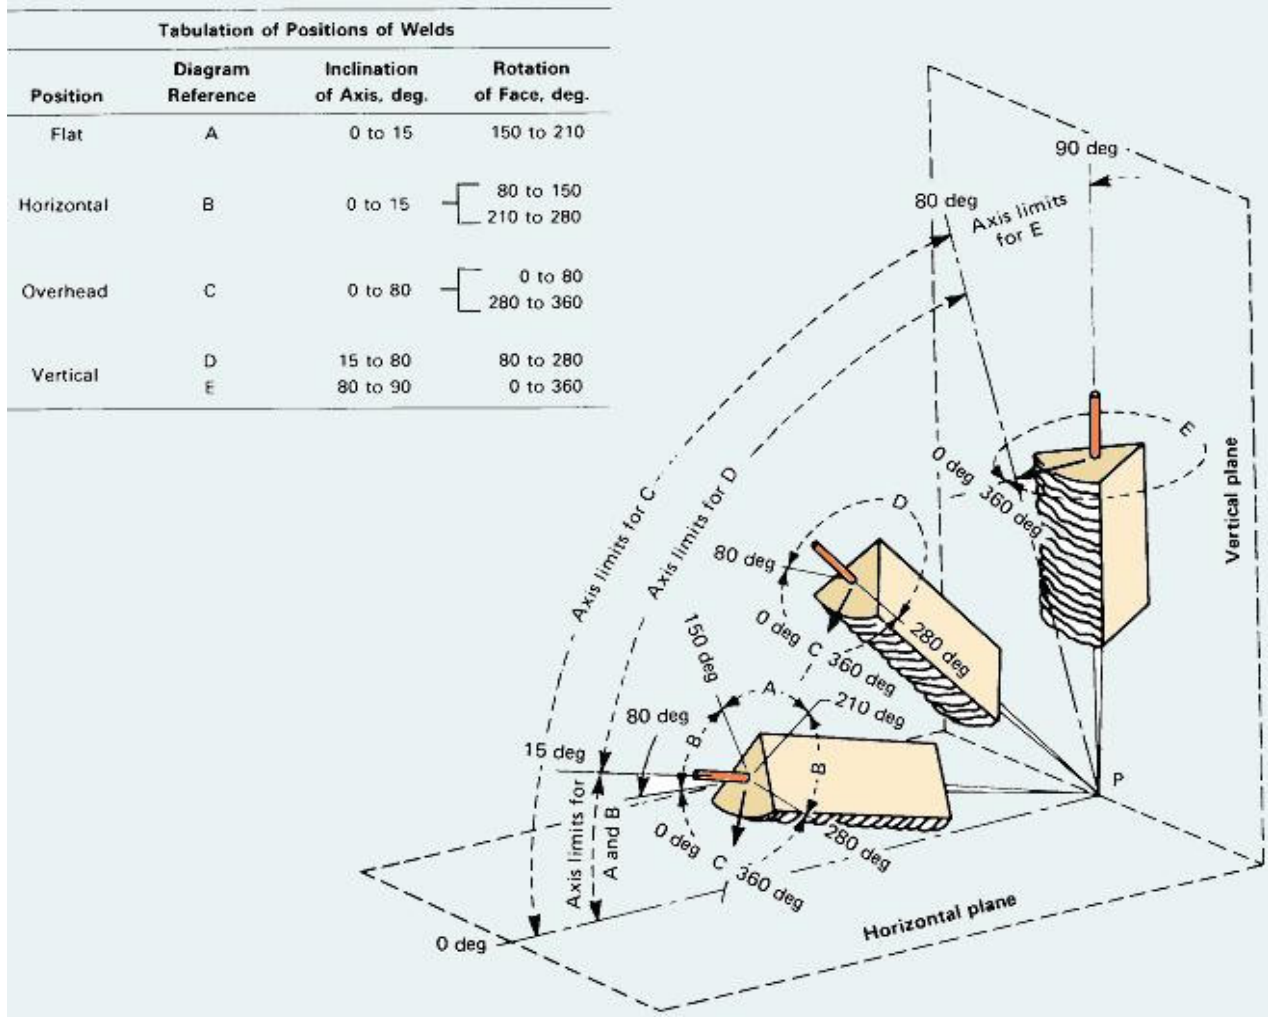 Tabulation of Positions of Welds
Position Diagram Reference Inclination of Axis, deg. Rotation of Face, deg.
Flat A 0 to 15 150 to 210
Horizontal B 0 to 15 80 to 150
210 to 280
Overhead C 0 to 80 0 to 80
280 to 360
Vertical D 15 to 80 80 to 280
E 80 to 90 0 to 360
90 deg
80 deg
Axis limits
for E
E
0 deg 360 deg
Vertical plane
Axis limits for C
Axis limits for D
D
80 deg
0 deg C 360 deg
280 deg
150 deg
A
210 deg
80 deg
B
B
15 deg
Axis limits for
A and B
0 deg C 360 deg
280 deg
P
Horizontal plane
0 deg